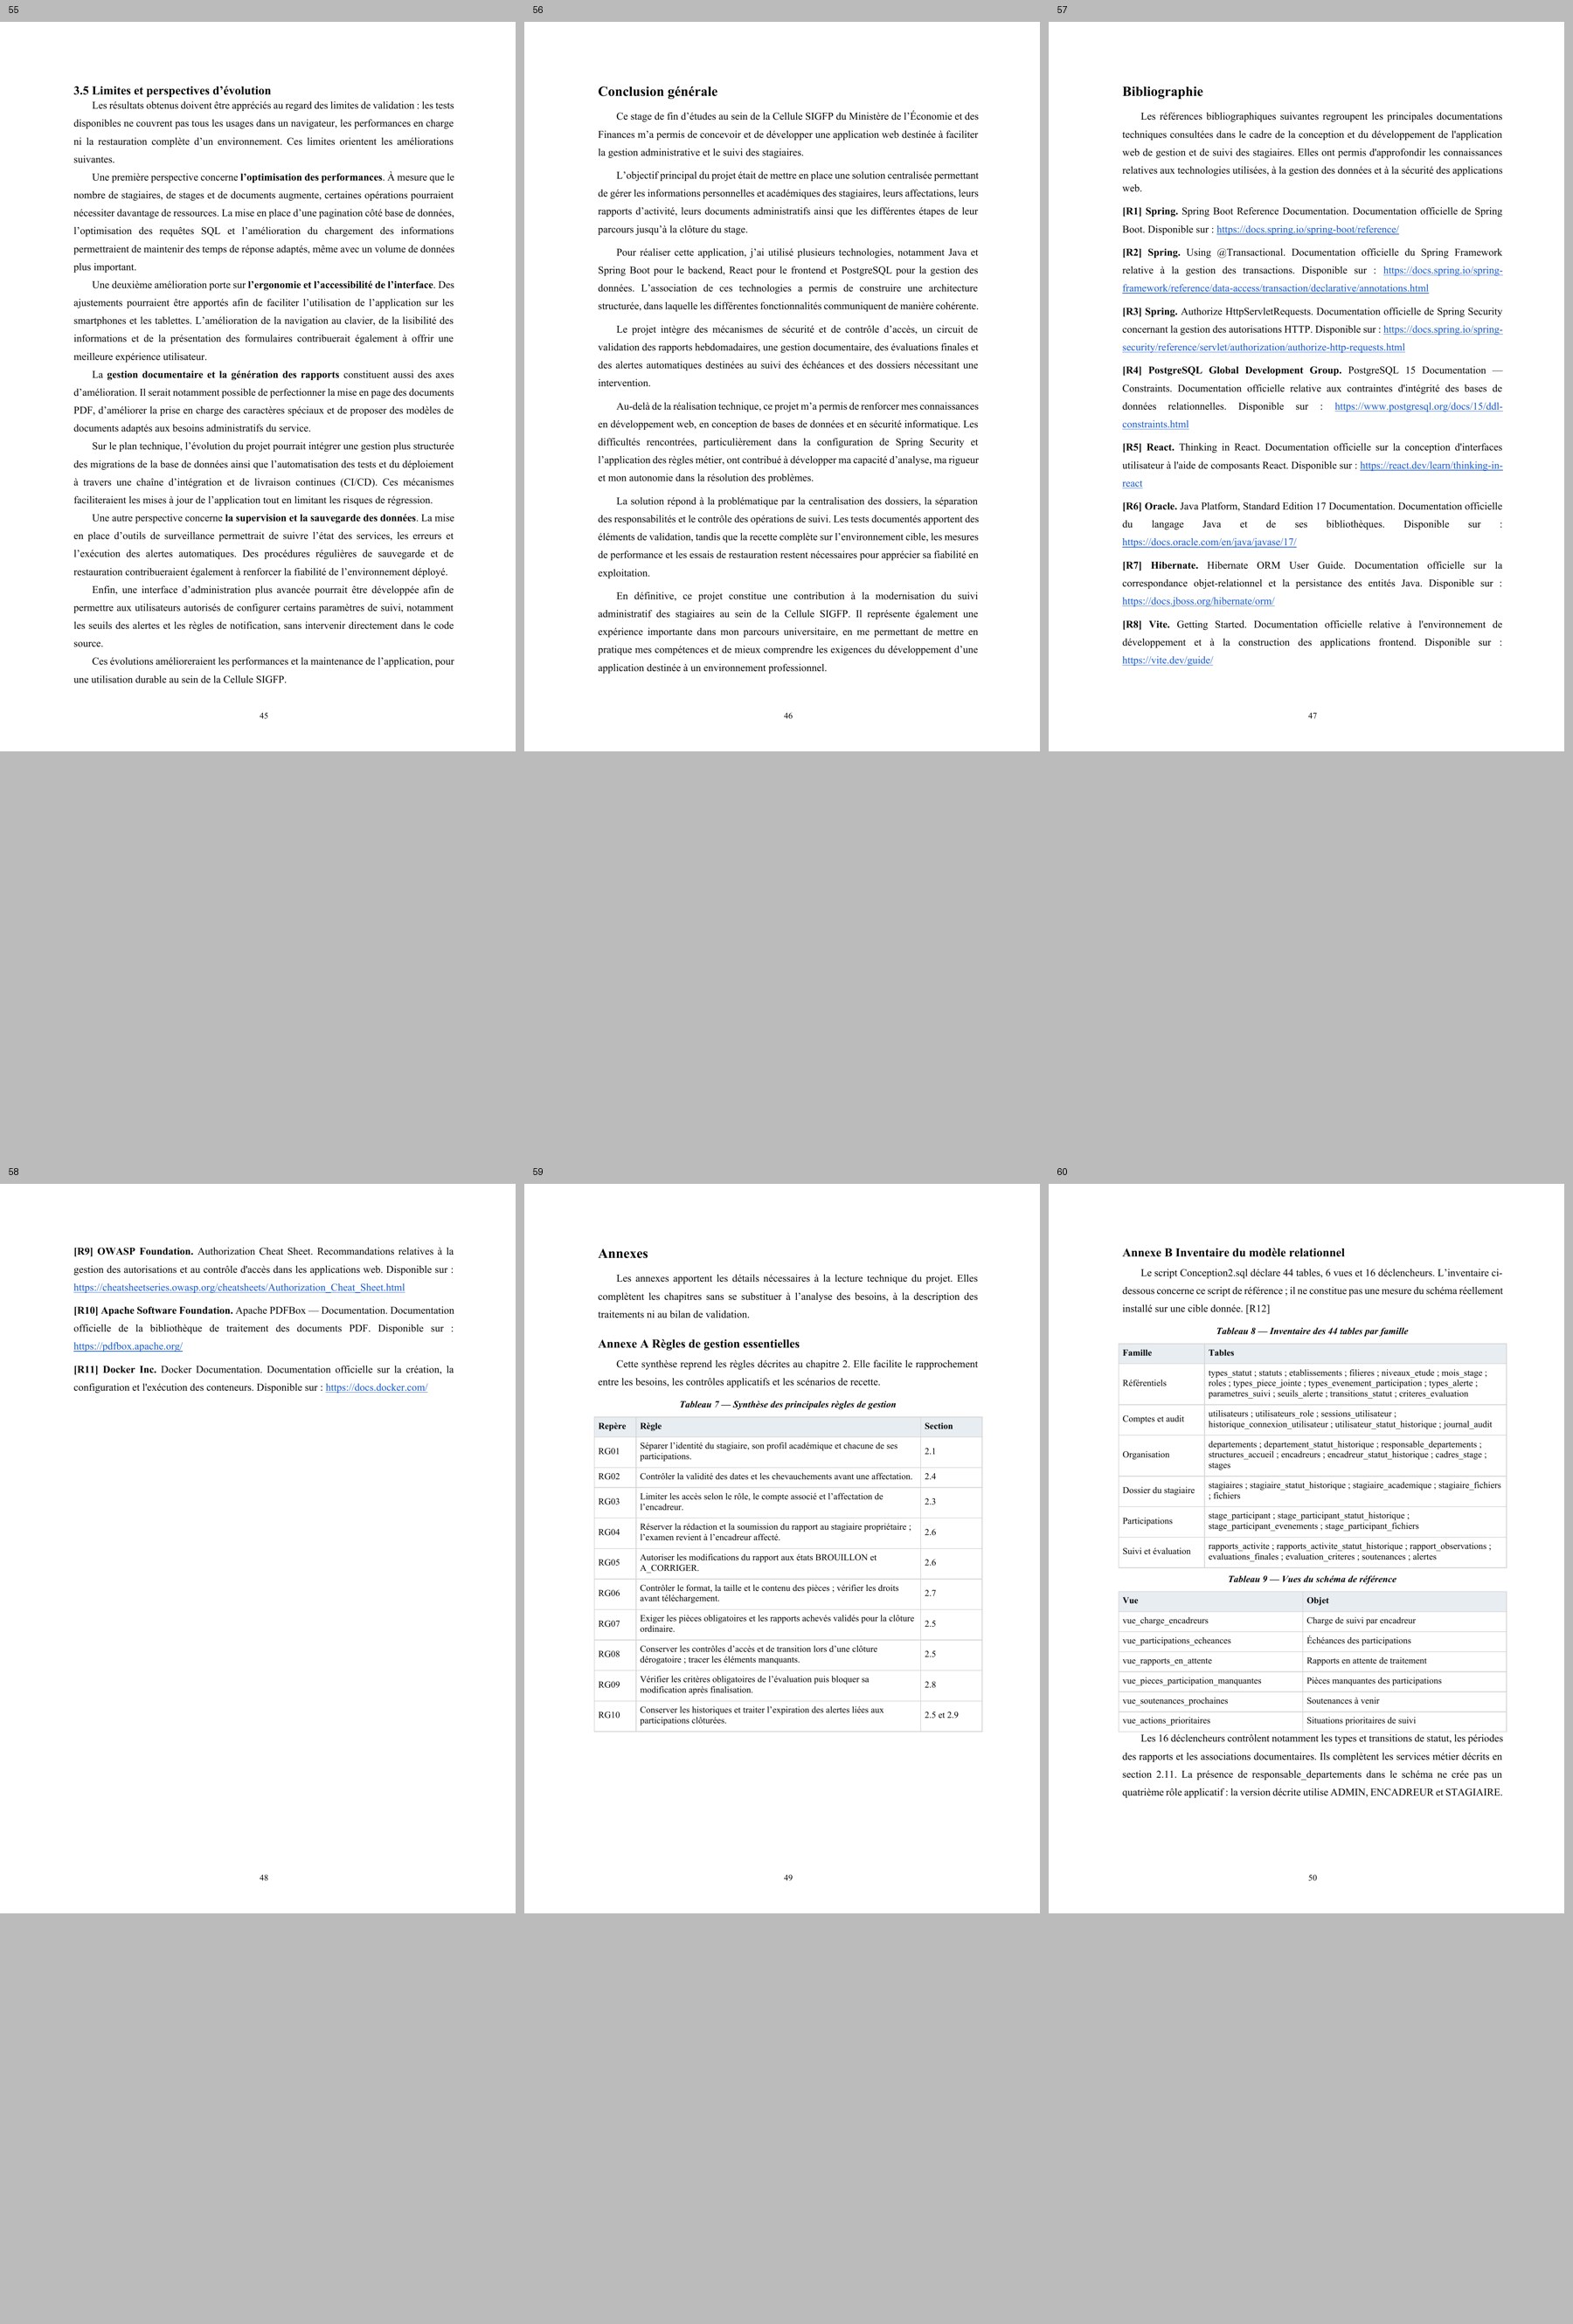 55
3.5 Limites et perspectives d’évolution
Les résultats obtenus doivent être appréciés au regard des limites de validation : les tests
disponibles ne couvrent pas tous les usages dans un navigateur, les performances en charge
ni la restauration complète d’un environnement. Ces limites orientent les améliorations
suivantes.
Une première perspective concerne l’optimisation des performances. À mesure que le
nombre de stagiaires, de stages et de documents augmente, certaines opérations pourraient
nécessiter davantage de ressources. La mise en place d’une pagination côté base de données,
l’optimisation des requêtes SQL et l’amélioration du chargement des informations
permettraient de maintenir des temps de réponse adaptés, même avec un volume de données
plus important.
Une deuxième amélioration porte sur l’ergonomie et l’accessibilité de l’interface. Des
ajustements pourraient être apportés afin de faciliter l’utilisation de l’application sur les
smartphones et les tablettes. L’amélioration de la navigation au clavier, de la lisibilité des
informations et de la présentation des formulaires contribuerait également à offrir une
meilleure expérience utilisateur.
La gestion documentaire et la génération des rapports constituent aussi des axes
d’amélioration. Il serait notamment possible de perfectionner la mise en page des documents
PDF, d’améliorer la prise en charge des caractères spéciaux et de proposer des modèles de
documents adaptés aux besoins administratifs du service.
Sur le plan technique, l’évolution du projet pourrait intégrer une gestion plus structurée
des migrations de la base de données ainsi que l’automatisation des tests et du déploiement
à travers une chaîne d’intégration et de livraison continues (CI/CD). Ces mécanismes
faciliteraient les mises à jour de l’application tout en limitant les risques de régression.
Une autre perspective concerne la supervision et la sauvegarde des données. La mise
en place d’outils de surveillance permettrait de suivre l’état des services, les erreurs et
l’exécution des alertes automatiques. Des procédures régulières de sauvegarde et de
restauration contribueraient également à renforcer la fiabilité de l’environnement déployé.
Enfin, une interface d’administration plus avancée pourrait être développée afin de
permettre aux utilisateurs autorisés de configurer certains paramètres de suivi, notamment
les seuils des alertes et les règles de notification, sans intervenir directement dans le code
source.
Ces évolutions amélioreraient les performances et la maintenance de l’application, pour
une utilisation durable au sein de la Cellule SIGFP.
45
56
Conclusion générale
Ce stage de fin d’études au sein de la Cellule SIGFP du Ministère de l’Économie et des
Finances m’a permis de concevoir et de développer une application web destinée à faciliter
la gestion administrative et le suivi des stagiaires.
L’objectif principal du projet était de mettre en place une solution centralisée permettant
de gérer les informations personnelles et académiques des stagiaires, leurs affectations, leurs
rapports d’activité, leurs documents administratifs ainsi que les différentes étapes de leur
parcours jusqu’à la clôture du stage.
Pour réaliser cette application, j’ai utilisé plusieurs technologies, notamment Java et
Spring Boot pour le backend, React pour le frontend et PostgreSQL pour la gestion des
données. L’association de ces technologies a permis de construire une architecture
structurée, dans laquelle les différentes fonctionnalités communiquent de manière cohérente.
Le projet intègre des mécanismes de sécurité et de contrôle d’accès, un circuit de
validation des rapports hebdomadaires, une gestion documentaire, des évaluations finales et
des alertes automatiques destinées au suivi des échéances et des dossiers nécessitant une
intervention.
Au-delà de la réalisation technique, ce projet m’a permis de renforcer mes connaissances
en développement web, en conception de bases de données et en sécurité informatique. Les
difficultés rencontrées, particulièrement dans la configuration de Spring Security et
l’application des règles métier, ont contribué à développer ma capacité d’analyse, ma rigueur
et mon autonomie dans la résolution des problèmes.
La solution répond à la problématique par la centralisation des dossiers, la séparation
des responsabilités et le contrôle des opérations de suivi. Les tests documentés apportent des
éléments de validation, tandis que la recette complète sur l’environnement cible, les mesures
de performance et les essais de restauration restent nécessaires pour apprécier sa fiabilité en
exploitation.
En définitive, ce projet constitue une contribution à la modernisation du suivi
administratif des stagiaires au sein de la Cellule SIGFP. Il représente également une
expérience importante dans mon parcours universitaire, en me permettant de mettre en
pratique mes compétences et de mieux comprendre les exigences du développement d’une
application destinée à un environnement professionnel.
46
57
Bibliographie
Les références bibliographiques suivantes regroupent les principales documentations
techniques consultées dans le cadre de la conception et du développement de l'application
web de gestion et de suivi des stagiaires. Elles ont permis d'approfondir les connaissances
relatives aux technologies utilisées, à la gestion des données et à la sécurité des applications
web.
[R1] Spring. Spring Boot Reference Documentation. Documentation officielle de Spring
Boot. Disponible sur : https://docs.spring.io/spring-boot/reference/
[R2] Spring. Using @Transactional. Documentation officielle du Spring Framework
relative à la gestion des transactions. Disponible sur : https://docs.spring.io/spring-
framework/reference/data-access/transaction/declarative/annotations.html
[R3] Spring. Authorize HttpServletRequests. Documentation officielle de Spring Security
concernant la gestion des autorisations HTTP. Disponible sur : https://docs.spring.io/spring-
security/reference/servlet/authorization/authorize-http-requests.html
[R4] PostgreSQL Global Development Group. PostgreSQL 15 Documentation —
Constraints. Documentation officielle relative aux contraintes d'intégrité des bases de
données relationnelles. Disponible sur : https://www.postgresql.org/docs/15/ddl-
constraints.html
[R5] React. Thinking in React. Documentation officielle sur la conception d'interfaces
utilisateur à l'aide de composants React. Disponible sur : https://react.dev/learn/thinking-in-
react
[R6] Oracle. Java Platform, Standard Edition 17 Documentation. Documentation officielle
du langage Java et de ses bibliothèques. Disponible sur :
https://docs.oracle.com/en/java/javase/17/
[R7] Hibernate. Hibernate ORM User Guide. Documentation officielle sur la
correspondance objet-relationnel et la persistance des entités Java. Disponible sur :
https://docs.jboss.org/hibernate/orm/
[R8] Vite. Getting Started. Documentation officielle relative à l'environnement de
développement et à la construction des applications frontend. Disponible sur :
https://vite.dev/guide/
47
58
[R9] OWASP Foundation. Authorization Cheat Sheet. Recommandations relatives à la
gestion des autorisations et au contrôle d'accès dans les applications web. Disponible sur :
https://cheatsheetseries.owasp.org/cheatsheets/Authorization_Cheat_Sheet.html
[R10] Apache Software Foundation. Apache PDFBox — Documentation. Documentation
officielle de la bibliothèque de traitement des documents PDF. Disponible sur :
https://pdfbox.apache.org/
[R11] Docker Inc. Docker Documentation. Documentation officielle sur la création, la
configuration et l'exécution des conteneurs. Disponible sur : https://docs.docker.com/
48
59
Annexes
Les annexes apportent les détails nécessaires à la lecture technique du projet. Elles
complètent les chapitres sans se substituer à l’analyse des besoins, à la description des
traitements ni au bilan de validation.
Annexe A Règles de gestion essentielles
Cette synthèse reprend les règles décrites au chapitre 2. Elle facilite le rapprochement
entre les besoins, les contrôles applicatifs et les scénarios de recette.
Tableau 7 — Synthèse des principales règles de gestion
Repère Règle Section
RG01 Séparer l’identité du stagiaire, son profil académique et chacune de ses 2.1
participations.
RG02 Contrôler la validité des dates et les chevauchements avant une affectation. 2.4
RG03 Limiter les accès selon le rôle, le compte associé et l’affectation de 2.3
l’encadreur.
RG04 Réserver la rédaction et la soumission du rapport au stagiaire propriétaire ; 2.6
l’examen revient à l’encadreur affecté.
RG05 Autoriser les modifications du rapport aux états BROUILLON et 2.6
A_CORRIGER.
RG06 Contrôler le format, la taille et le contenu des pièces ; vérifier les droits 2.7
avant téléchargement.
RG07 Exiger les pièces obligatoires et les rapports achevés validés pour la clôture 2.5
ordinaire.
RG08 Conserver les contrôles d’accès et de transition lors d’une clôture 2.5
dérogatoire ; tracer les éléments manquants.
RG09 Vérifier les critères obligatoires de l’évaluation puis bloquer sa 2.8
modification après finalisation.
RG10 Conserver les historiques et traiter l’expiration des alertes liées aux 2.5 et 2.9
participations clôturées.
49
60
Annexe B Inventaire du modèle relationnel
Le script Conception2.sql déclare 44 tables, 6 vues et 16 déclencheurs. L’inventaire ci-
dessous concerne ce script de référence ; il ne constitue pas une mesure du schéma réellement
installé sur une cible donnée. [R12]
Tableau 8 — Inventaire des 44 tables par famille
Famille Tables
Référentiels types_statut ; statuts ; etablissements ; filieres ; niveaux_etude ; mois_stage ;
roles ; types_piece_jointe ; types_evenement_participation ; types_alerte ;
parametres_suivi ; seuils_alerte ; transitions_statut ; criteres_evaluation
Comptes et audit utilisateurs ; utilisateurs_role ; sessions_utilisateur ;
historique_connexion_utilisateur ; utilisateur_statut_historique ; journal_audit
Organisation departements ; departement_statut_historique ; responsable_departements ;
structures_accueil ; encadreurs ; encadreur_statut_historique ; cadres_stage ;
stages
Dossier du stagiaire stagiaires ; stagiaire_statut_historique ; stagiaire_academique ; stagiaire_fichiers
; fichiers
Participations stage_participant ; stage_participant_statut_historique ;
stage_participant_evenements ; stage_participant_fichiers
Suivi et évaluation rapports_activite ; rapports_activite_statut_historique ; rapport_observations ;
evaluations_finales ; evaluation_criteres ; soutenances ; alertes
Tableau 9 — Vues du schéma de référence
Vue Objet
vue_charge_encadreurs Charge de suivi par encadreur
vue_participations_echeances Échéances des participations
vue_rapports_en_attente Rapports en attente de traitement
vue_pieces_participation_manquantes Pièces manquantes des participations
vue_soutenances_prochaines Soutenances à venir
vue_actions_prioritaires Situations prioritaires de suivi
Les 16 déclencheurs contrôlent notamment les types et transitions de statut, les périodes
des rapports et les associations documentaires. Ils complètent les services métier décrits en
section 2.11. La présence de responsable_departements dans le schéma ne crée pas un
quatrième rôle applicatif : la version décrite utilise ADMIN, ENCADREUR et STAGIAIRE.
50